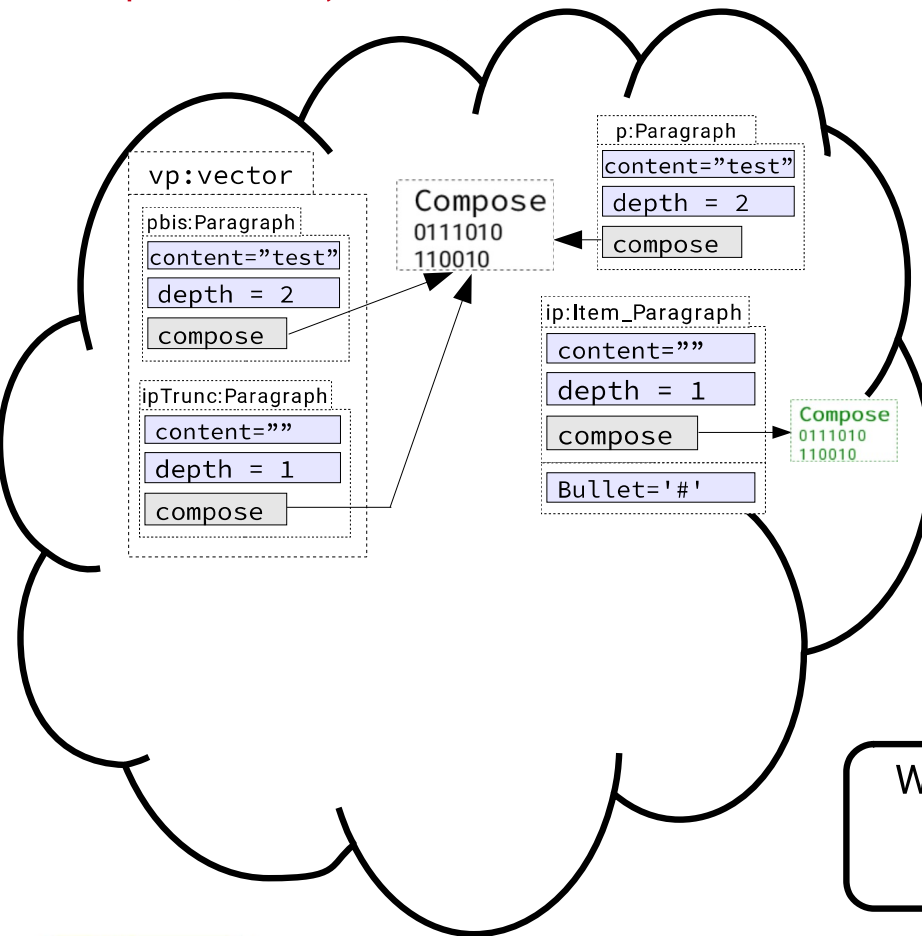 vp:vector
pbis:Paragraph
content=”test”
depth = 2
compose
ipTrunc:Paragraph
content=””
depth = 1
compose
Compose
0111010
110010
p:Paragraph
content=”test”
depth = 2
compose
ip:Item_Paragraph
content=””
depth = 1
compose
Bullet='#'
Compose
0111010
110010